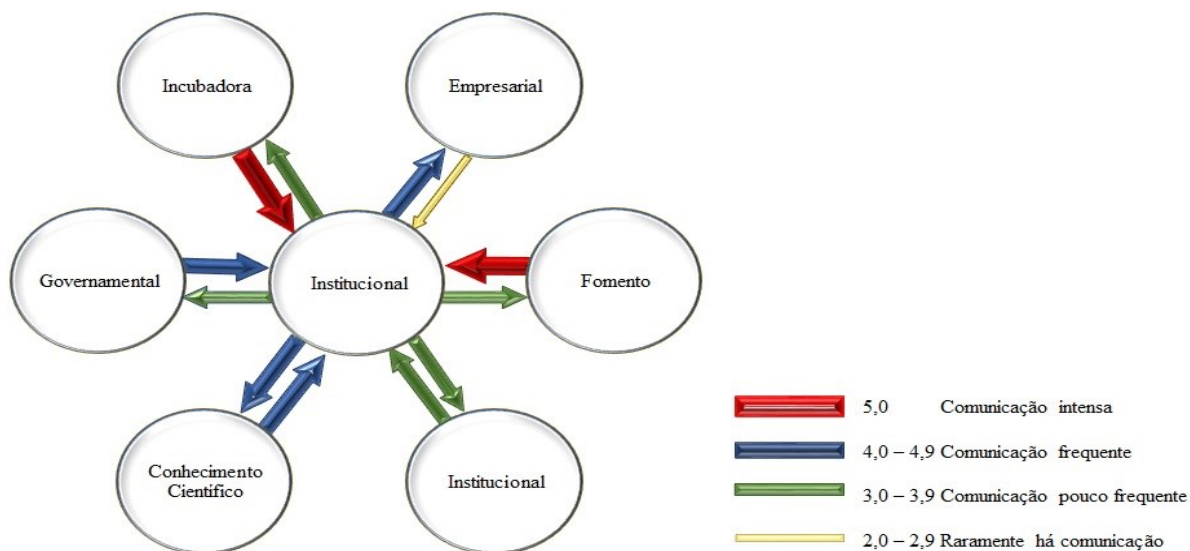 Incubadora
Empresarial
Governamental
Institucional
Fomento
Conhecimento
Científico
Institucional
5,0 Comunicação intensa
4,0 – 4,9 Comunicação frequente
3,0 – 3,9 Comunicação pouco frequente
2,0 – 2,9 Raramente há comunicação